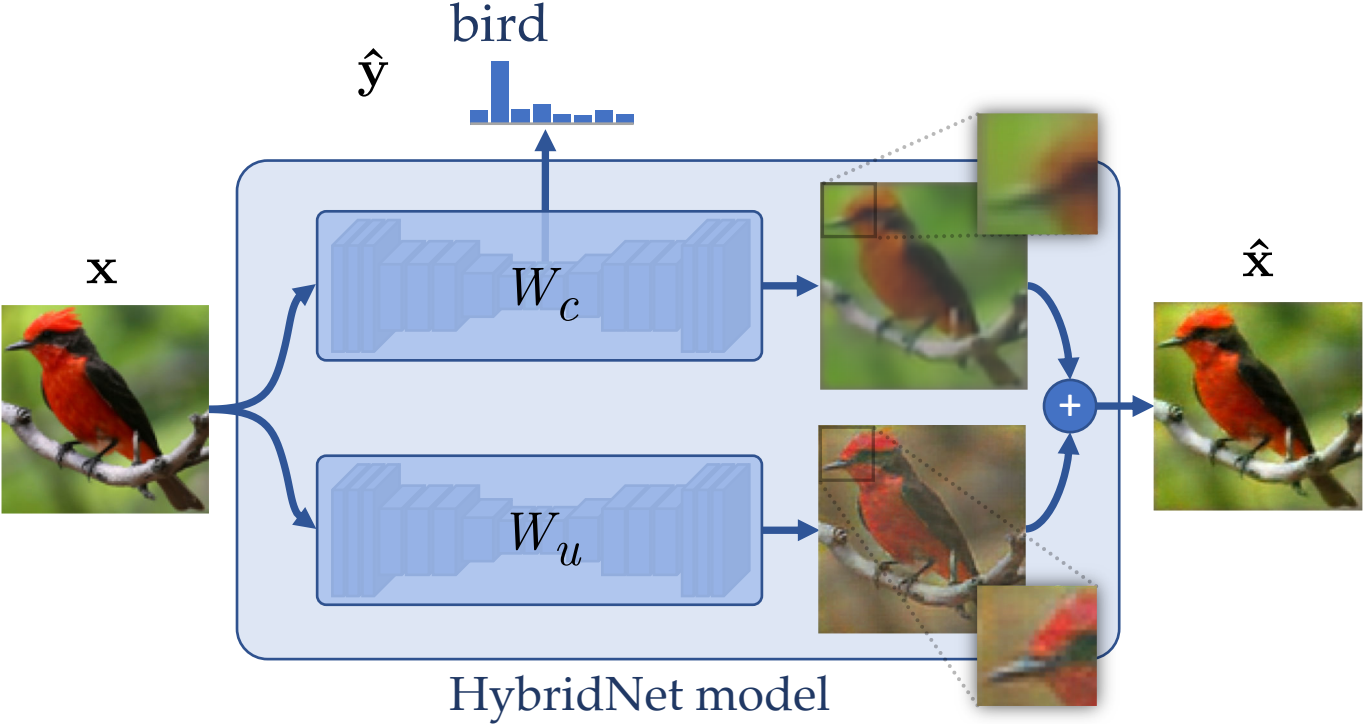 bird
ŷ
x
W_c
x̂
+
W_u
HybridNet model